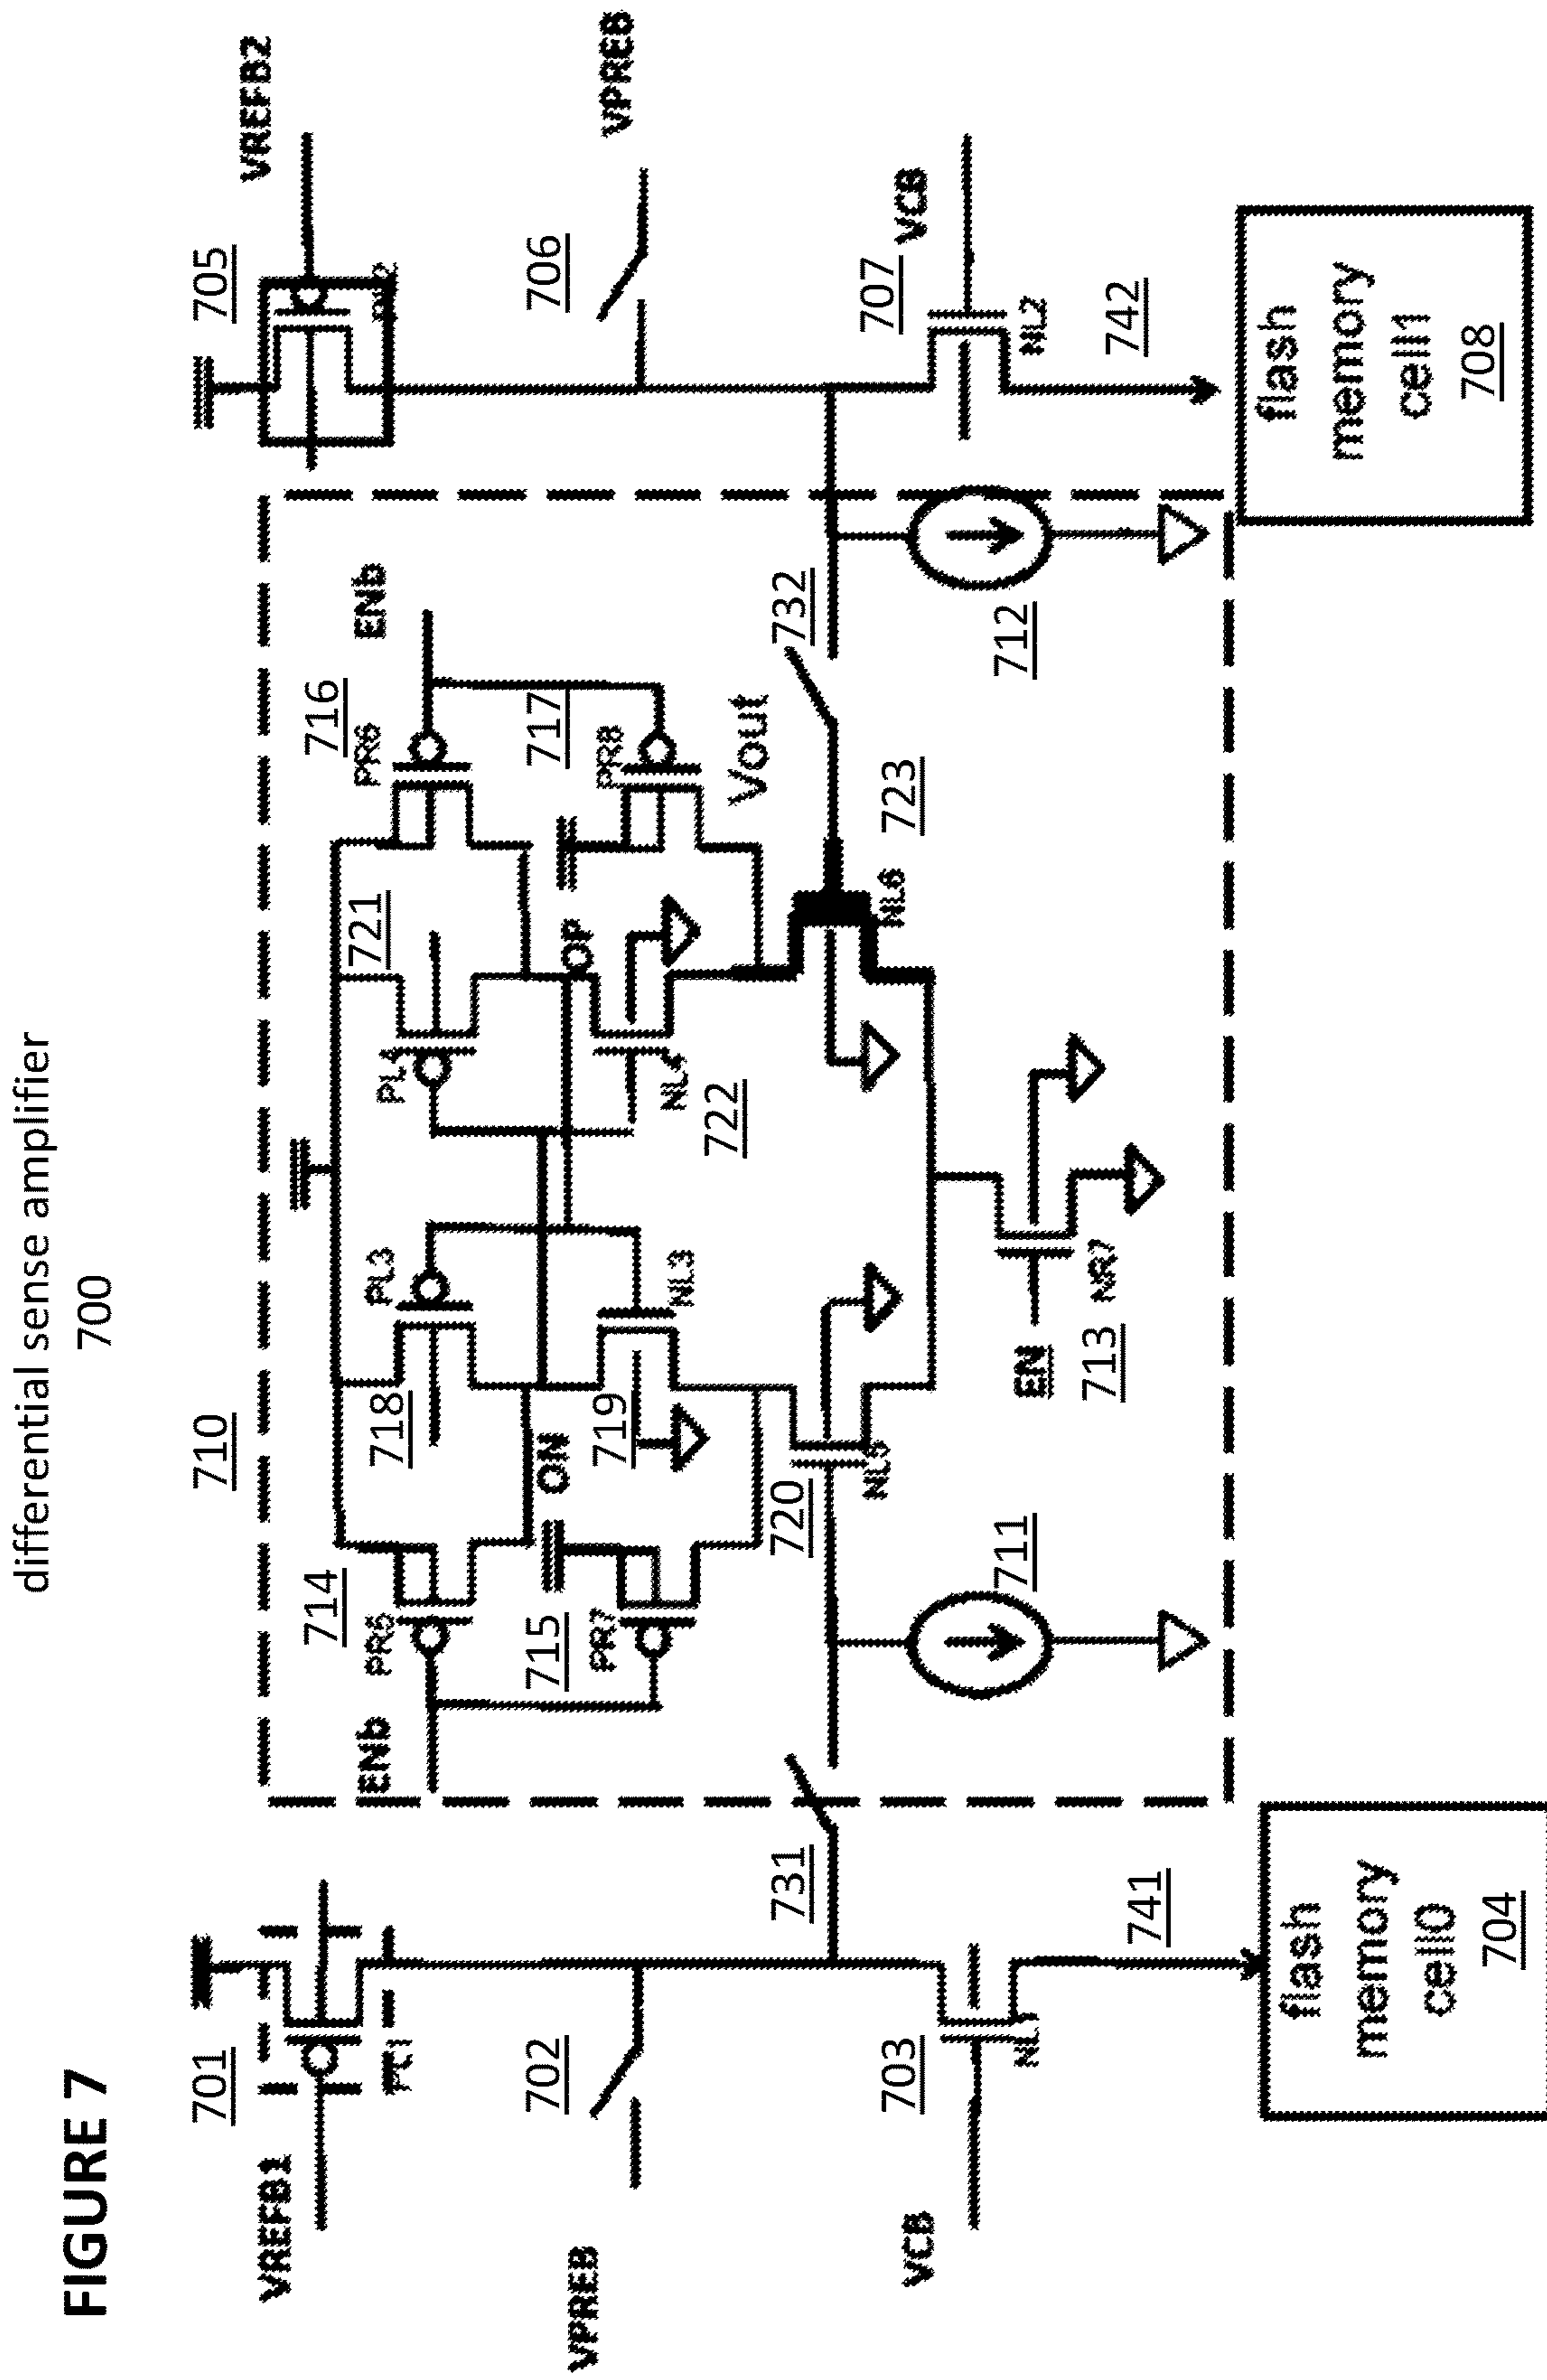 FIGURE 7
differential sense amplifier
700
VREFB1
701
VPREB
702
VCB
703
741
flash
memory
cell0
704
731
710
ENb
714
PR5
715
PR7
ON
718
PL3
719
NL3
720
NL5
711
EN
713
NR7
721
PL4
OP
722
NL4
716
PR6
ENb
717
PR8
Vout
723
NL6
732
712
VREFB2
705
VPREB
706
VCB
707
NL2
742
flash
memory
cell1
708